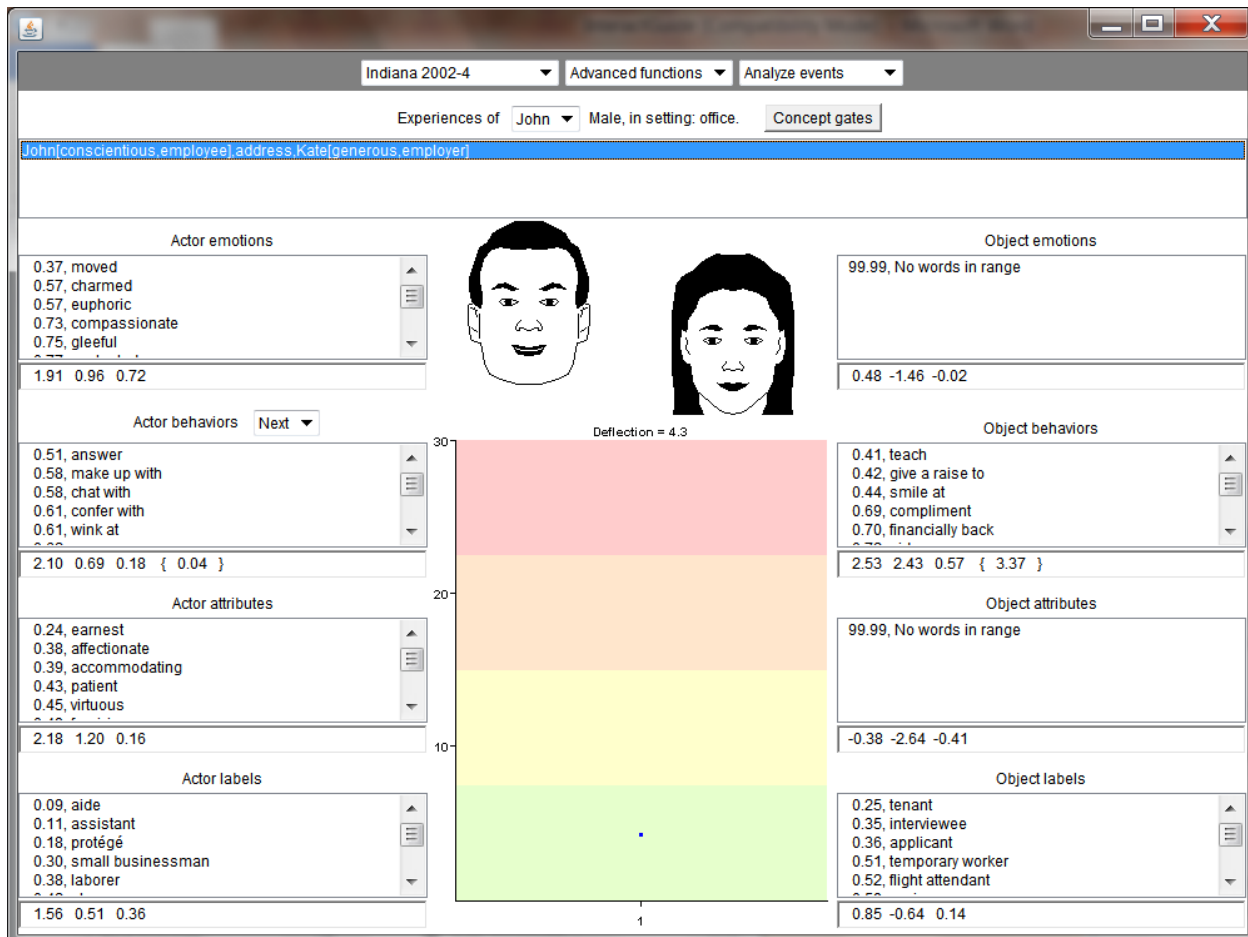 Indiana 2002-4 Advanced functions Analyze events
Experiences of John Male, in setting: office. Concept gates
John[conscientious,employee],address,Kate[generous,employer]
Actor emotions
0.37, moved
0.57, charmed
0.57, euphoric
0.73, compassionate
0.75, gleeful
1.91 0.96 0.72
Object emotions
99.99, No words in range
0.48 -1.46 -0.02
Actor behaviors Next
0.51, answer
0.58, make up with
0.58, chat with
0.61, confer with
0.61, wink at
2.10 0.69 0.18 { 0.04 }
Deflection = 4.3
30
20
10
1
Object behaviors
0.41, teach
0.42, give a raise to
0.44, smile at
0.69, compliment
0.70, financially back
2.53 2.43 0.57 { 3.37 }
Actor attributes
0.24, earnest
0.38, affectionate
0.39, accommodating
0.43, patient
0.45, virtuous
2.18 1.20 0.16
Object attributes
99.99, No words in range
-0.38 -2.64 -0.41
Actor labels
0.09, aide
0.11, assistant
0.18, protégé
0.30, small businessman
0.38, laborer
1.56 0.51 0.36
Object labels
0.25, tenant
0.35, interviewee
0.36, applicant
0.51, temporary worker
0.52, flight attendant
0.85 -0.64 0.14